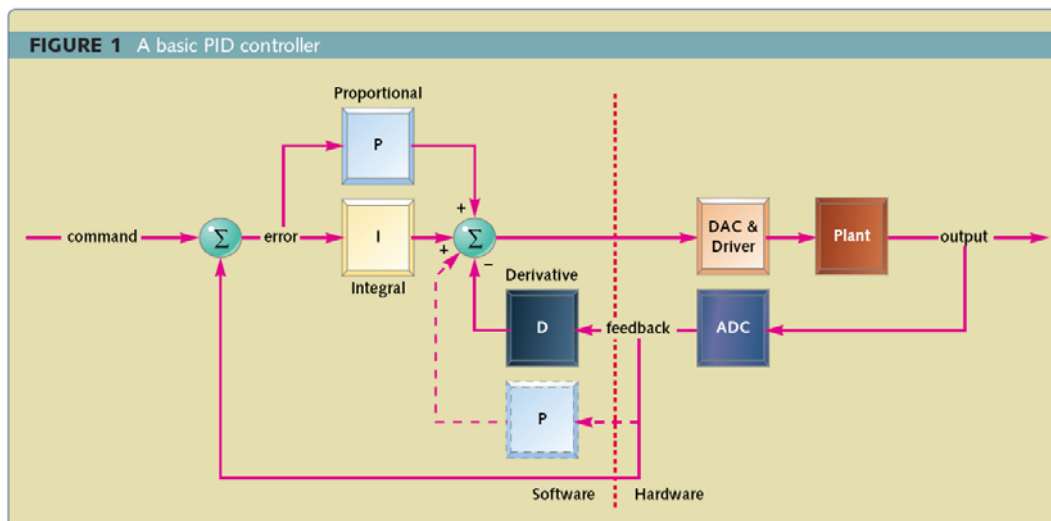 FIGURE 1 A basic PID controller
Proportional
P
+
command
Σ
error
I
+
Σ
−
DAC &
Driver
Plant
output
Integral
Derivative
D
feedback
ADC
P
Software
Hardware